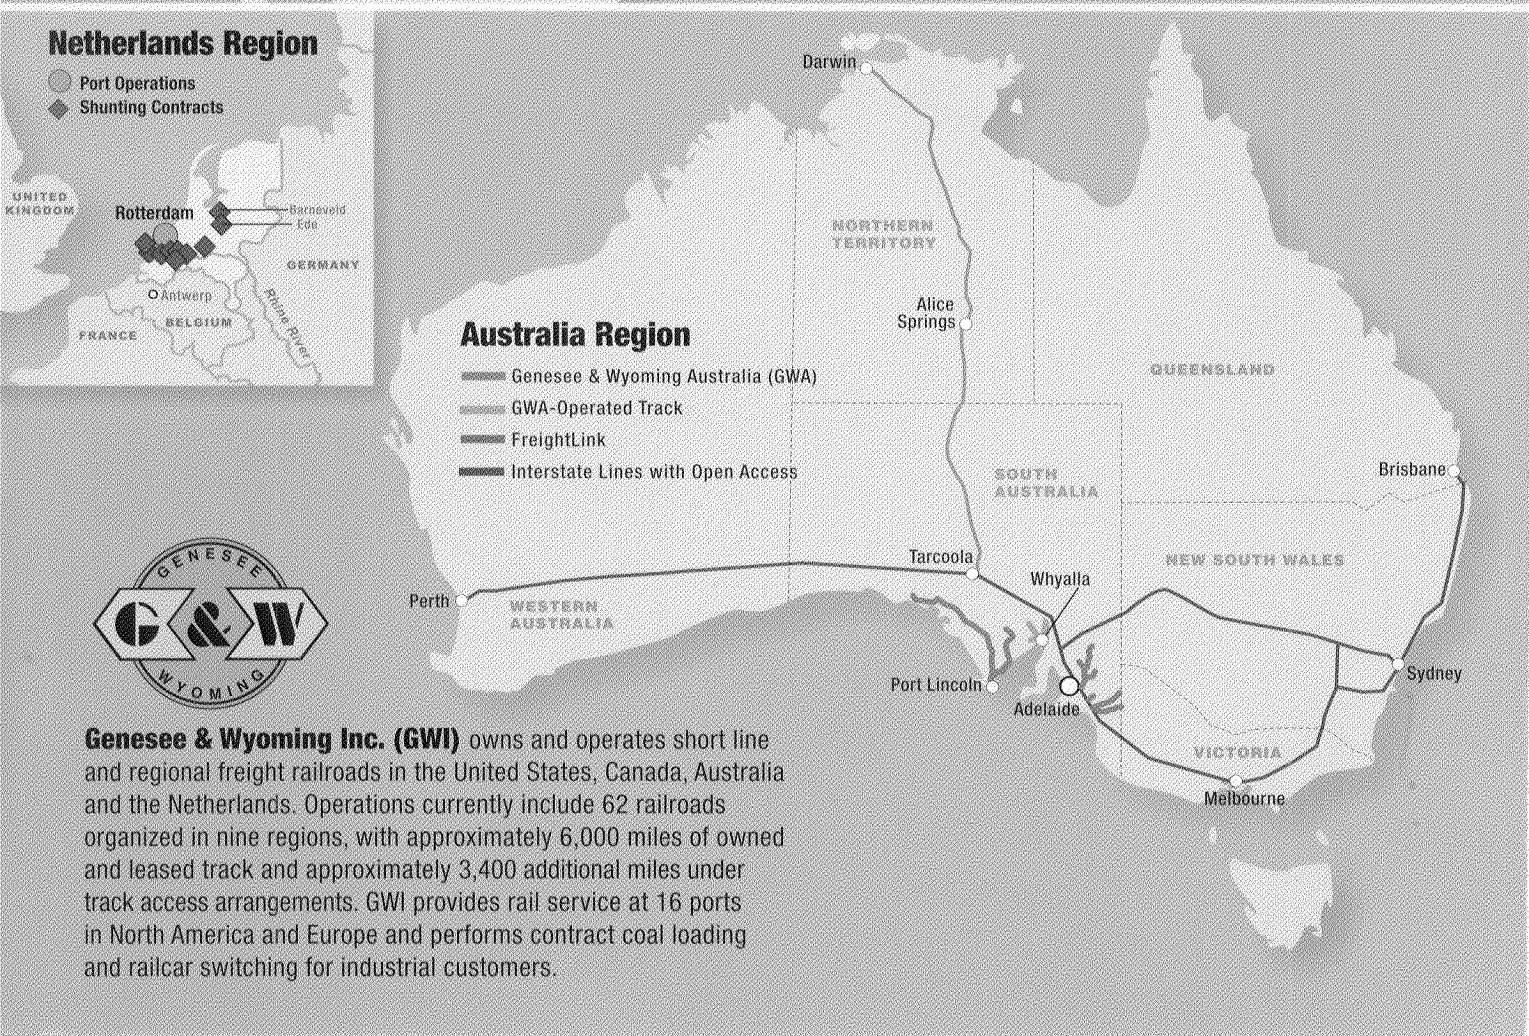 Netherlands Region
Port Operations
Shunting Contracts
UNITED
KINGDOM
Rotterdam
Barneveld
Ede
GERMANY
Antwerp
BELGIUM
FRANCE
Rhine River
Darwin
NORTHERN
TERRITORY
Alice
Springs
Australia Region
Genesee & Wyoming Australia (GWA)
GWA-Operated Track
FreightLink
Interstate Lines with Open Access
QUEENSLAND
SOUTH
AUSTRALIA
Brisbane
Tarcoola
Whyalla
NEW SOUTH WALES
Perth
WESTERN
AUSTRALIA
Port Lincoln
Adelaide
Sydney
VICTORIA
Melbourne
GENESEE
G & W
WYOMING
Genesee & Wyoming Inc. (GWI) owns and operates short line
and regional freight railroads in the United States, Canada, Australia
and the Netherlands. Operations currently include 62 railroads
organized in nine regions, with approximately 6,000 miles of owned
and leased track and approximately 3,400 additional miles under
track access arrangements. GWI provides rail service at 16 ports
in North America and Europe and performs contract coal loading
and railcar switching for industrial customers.